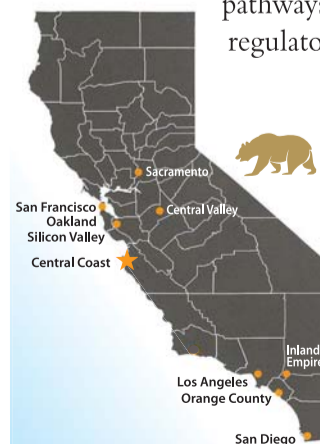 pathways
regulato
Sacramento
San Francisco
Oakland
Central Valley
Silicon Valley
Central Coast
Inland
Empire
Los Angeles
Orange County
San Diego